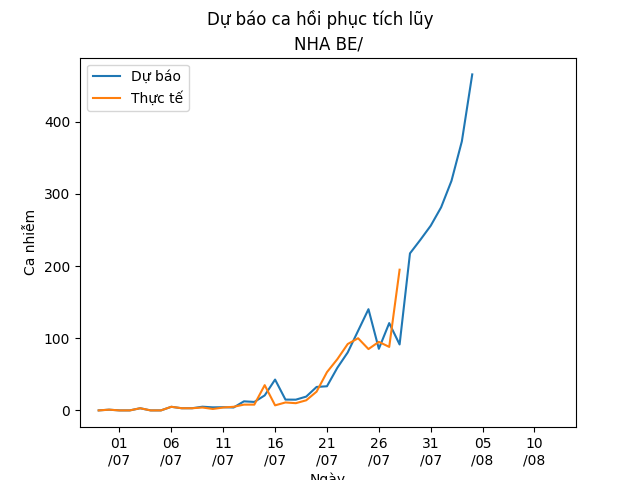 Dự báo ca hồi phục tích lũy
NHA BE/
Dự báo
Thực tế
Ca nhiễm
400
300
200
100
0
01 06 11 16 21 26 31 05 10
/07 /07 /07 /07 /07 /07 /07 /08 /08
Ngày